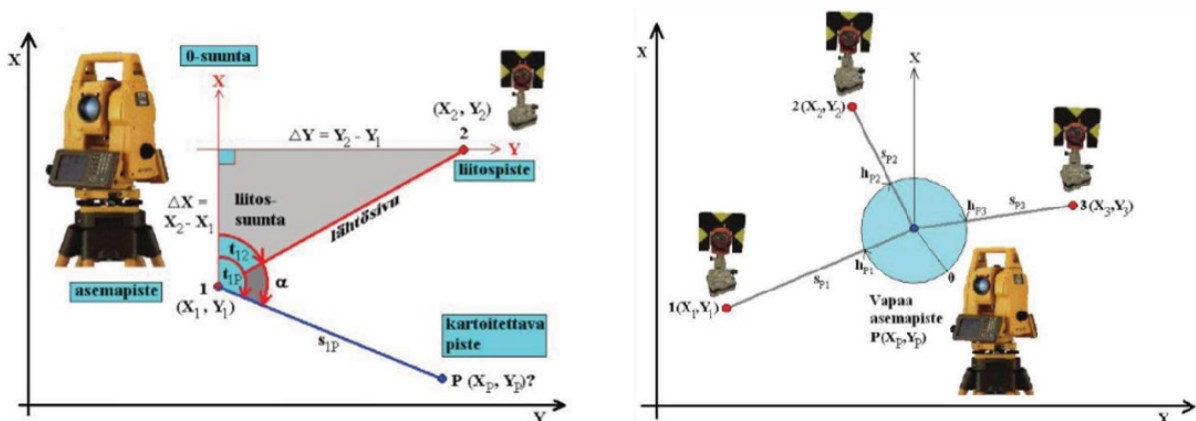 X
0-suunta
X
(X2, Y2)
△Y = Y2 - Y1
2
Y
liitospiste
△X =
X2 - X1
liitos-
suunta
lähtösivu
t12
t1P
α
asemapiste
1
(X1, Y1)
s1P
kartoitettava
piste
P (Xp, Yp)?
Y
X
X
2(X2, Y2)
sP2
hP2
hP3
sP3
3(X3, Y3)
hP1
sP1
0
1(X1, Y1)
Vapaa
asemapiste
P(Xp,Yp)
Y